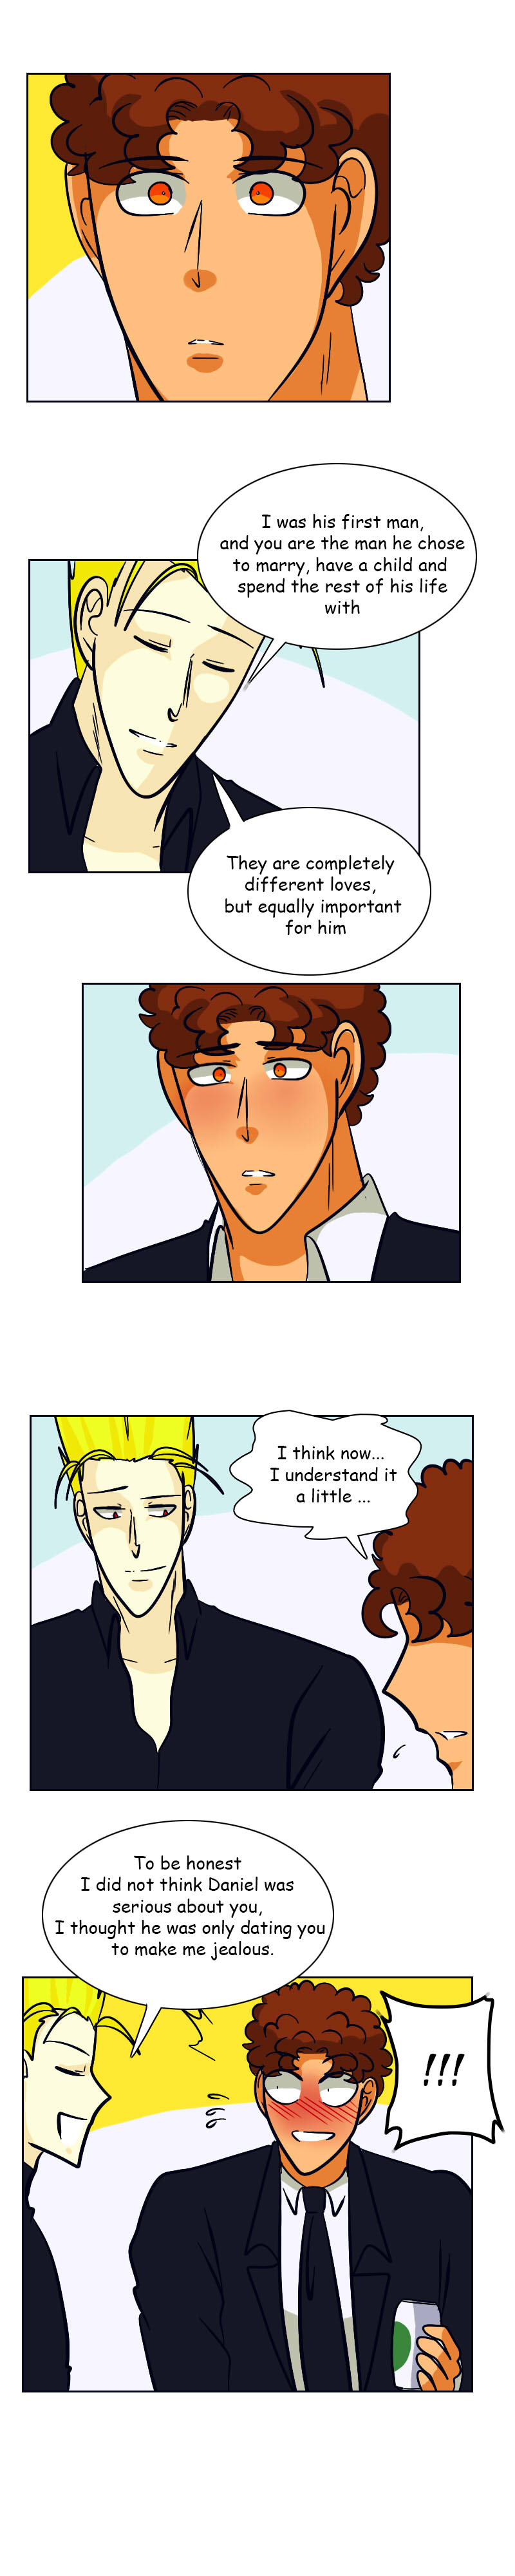 I was his first man,
and you are the man he chose
to marry, have a child and
spend the rest of his life
with
They are completely
different loves,
but equally important
for him
I think now...
I understand it
a little ...
To be honest
I did not think Daniel was
serious about you,
I thought he was only dating you
to make me jealous.
!!!